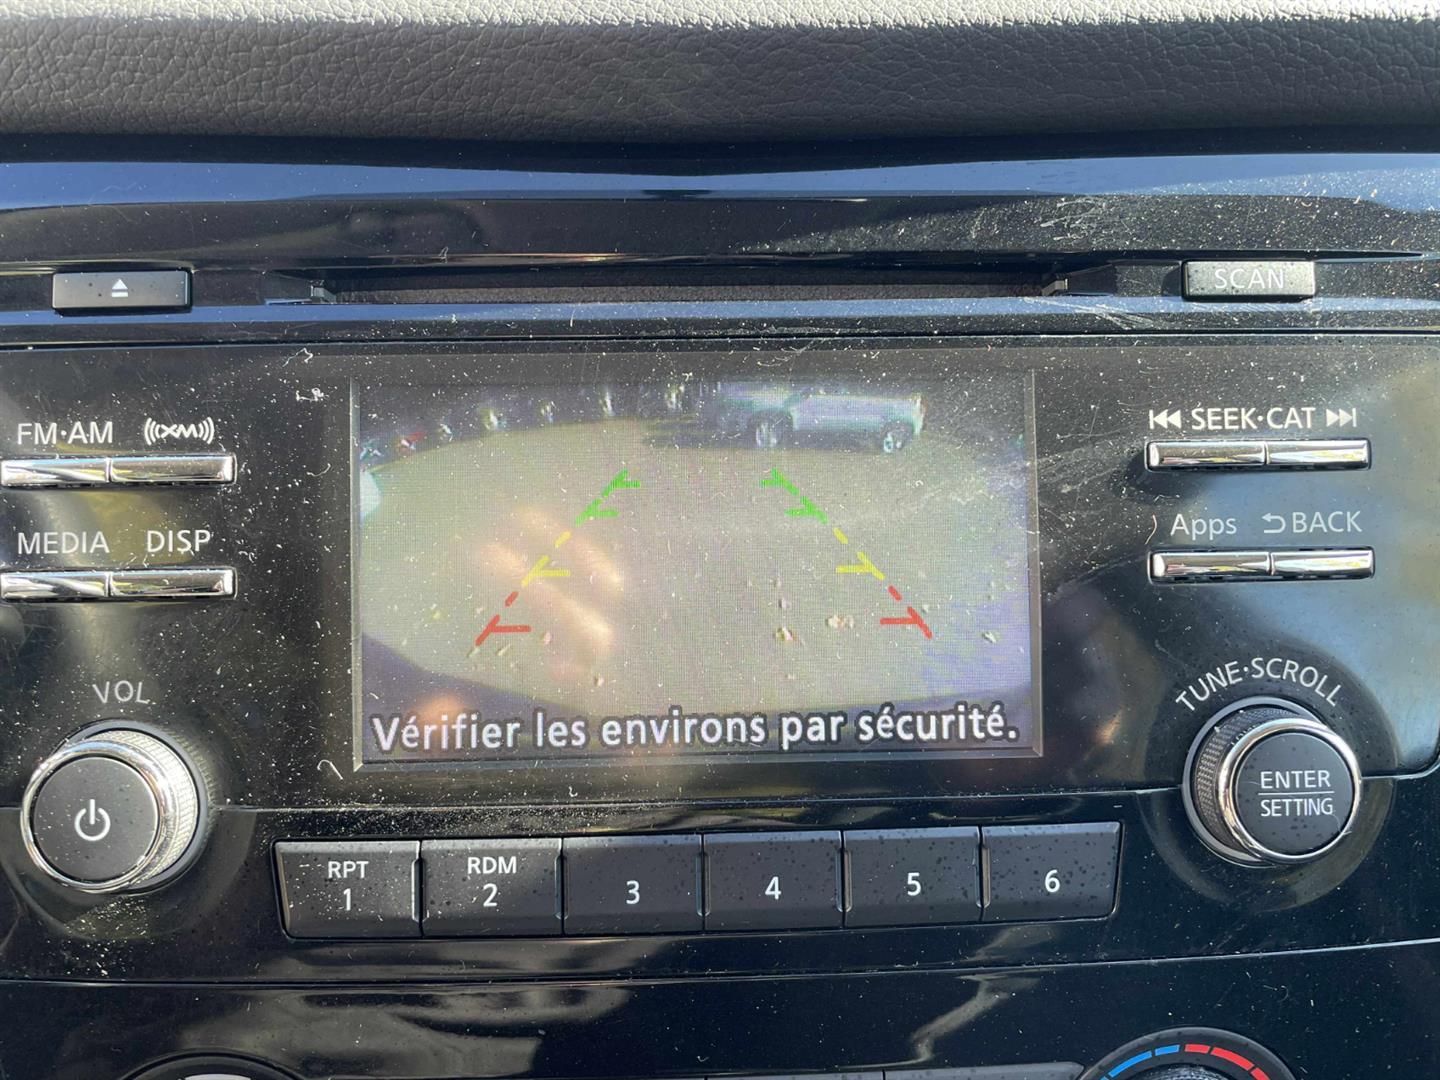 SCAN
FM·AM XM
SEEK·CAT
MEDIA DISP
Apps BACK
VOL
TUNE·SCROLL
Vérifier les environs par sécurité.
ENTER
SETTING
RPT
1
RDM
2
3
4
5
6